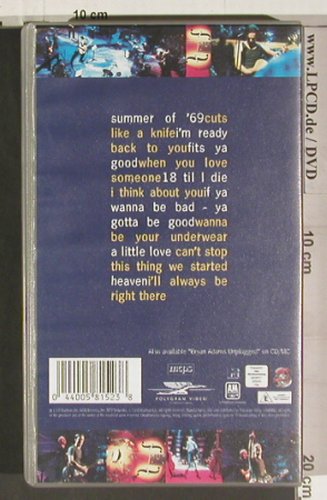 10 cm
www.LPCD.de / DVD
summer of '69cuts
like a knifei'm ready
back to youfits ya
goodwhen you love
someone18 til I die
i think about youif ya
wanna be bad - ya
gotta be goodwanna
be your underwear
a little love can't stop
this thing we started
heaveni'll always be
right there
10 cm
Also available "Bryan Adams Unplugged" on CD/MC
mcps
POLYGRAM VIDEO
A&M
E
0 44005 81523 8
20 cm